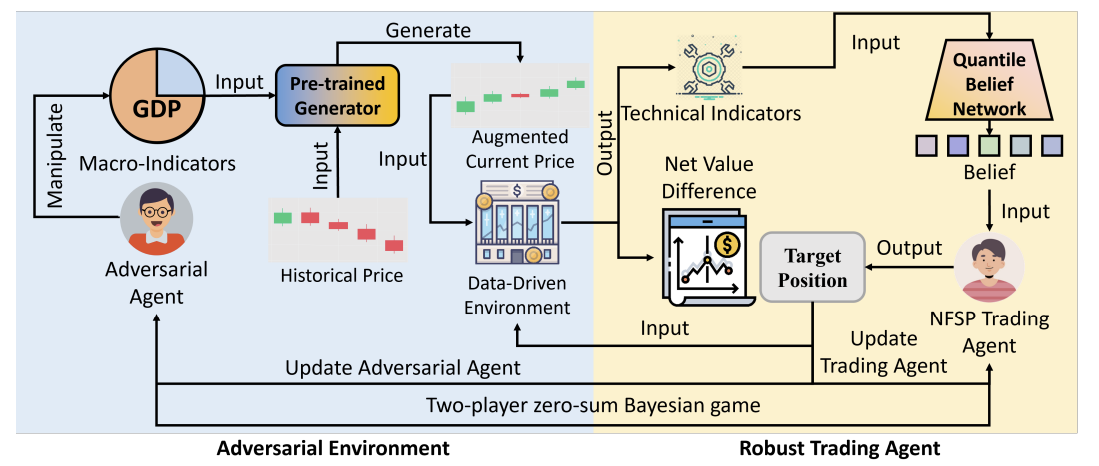 Generate
Input
Pre-trained
Generator
GDP
Macro-Indicators
Manipulate
Input
Input
Augmented
Current Price
Historical Price
Adversarial
Agent
$
Data-Driven
Environment
Output
Technical Indicators
Input
Quantile
Belief
Network
Belief
Input
Net Value
Difference
$
Target
Position
Output
NFSP Trading
Agent
Input
Update
Trading Agent
Update Adversarial Agent
Two-player zero-sum Bayesian game
Adversarial Environment
Robust Trading Agent